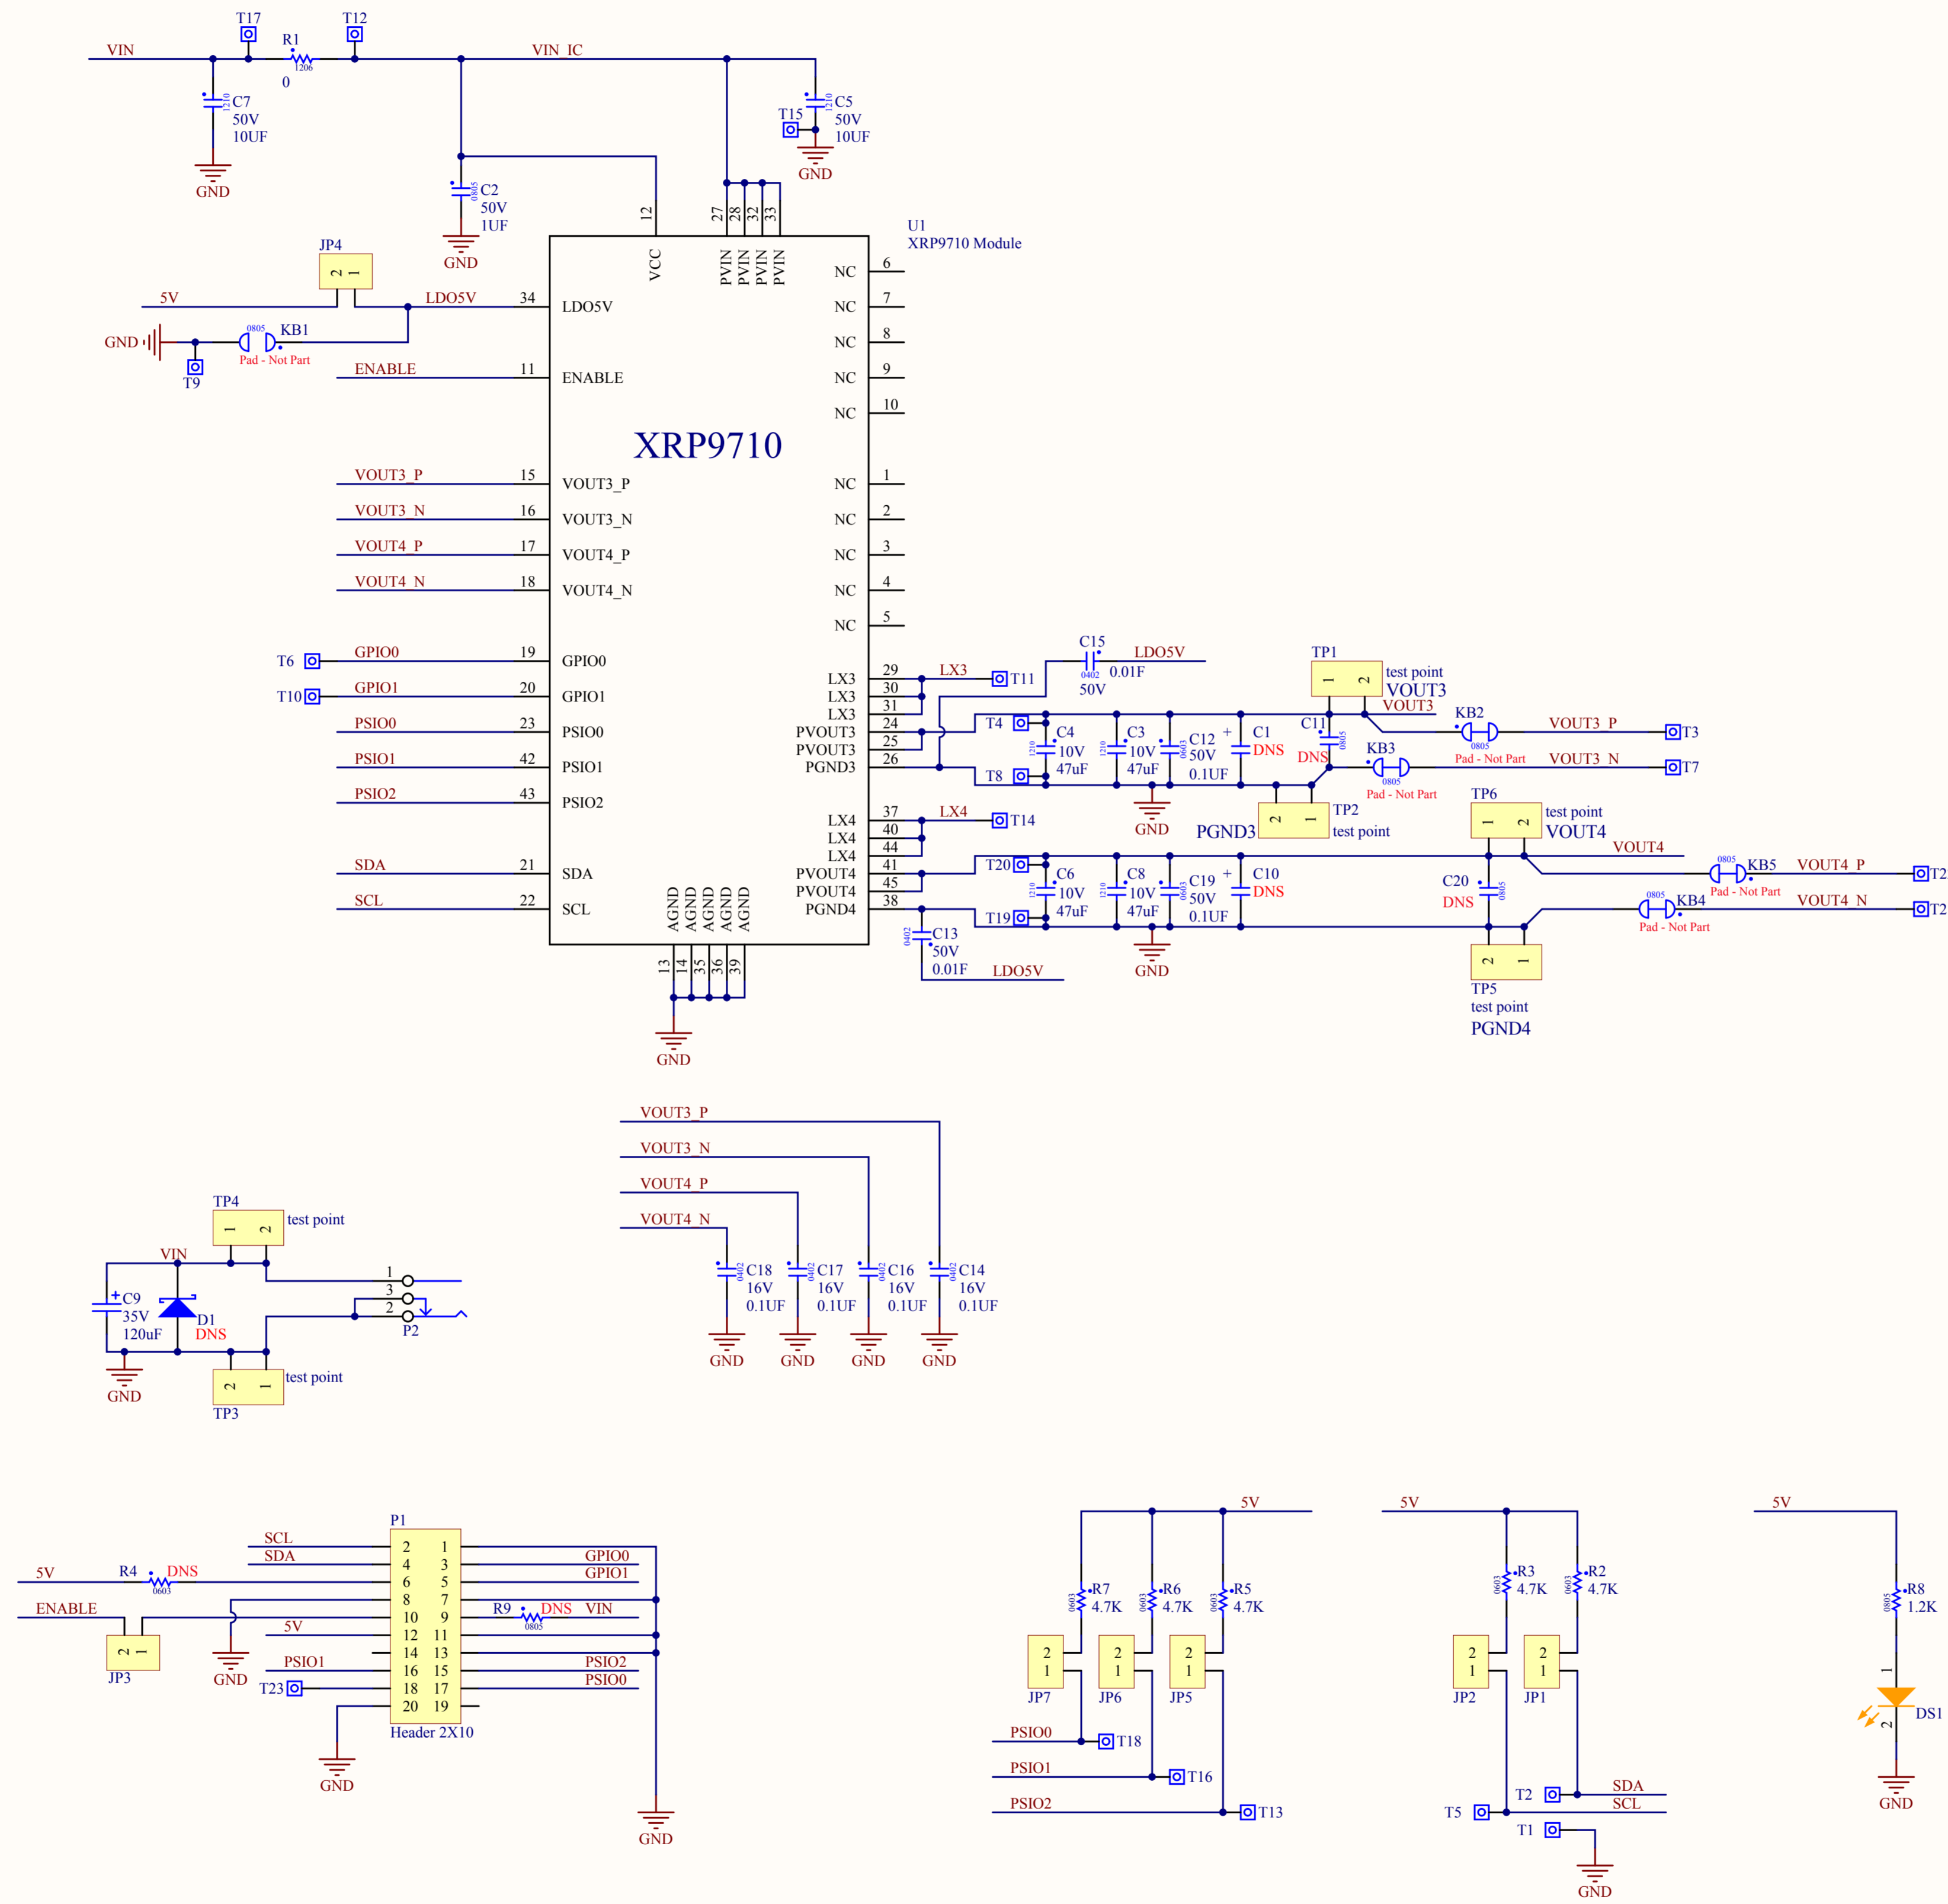 T17
T12
VIN
R1
1206
0
VIN_IC
C7
1210
50V
10UF
GND
T15
C5
1210
50V
10UF
GND
C2
0805
50V
1UF
GND
12
27
28
32
33
U1
XRP9710 Module
VCC
PVIN
PVIN
PVIN
PVIN
JP4
2 1
5V
LDO5V
34
LDO5V
GND
0805
KB1
Pad - Not Part
T9
ENABLE
11
ENABLE
NC 6
NC 7
NC 8
NC 9
NC 10
XRP9710
VOUT3_P 15 VOUT3_P
VOUT3_N 16 VOUT3_N
VOUT4_P 17 VOUT4_P
VOUT4_N 18 VOUT4_N
NC 1
NC 2
NC 3
NC 4
NC 5
T6 GPIO0 19 GPIO0
T10 GPIO1 20 GPIO1
PSIO0 23 PSIO0
PSIO1 42 PSIO1
PSIO2 43 PSIO2
SDA 21 SDA
SCL 22 SCL
LX3 29 LX3 T11
LX3 30
LX3 31
PVOUT3 24
PVOUT3 25
PGND3 26
LX4 37 LX4 T14
LX4 40
LX4 44
PVOUT4 41
PVOUT4 45
PGND4 38
C15
0402
0.01F
50V
LDO5V
T4
T8
C4
1210
10V
47uF
C3
1210
10V
47uF
C12
0603
50V
0.1UF
+ C1
DNS
GND
TP1
1 2
test point
VOUT3
VOUT3
C11
0805
DNS
KB2
0805
Pad - Not Part
VOUT3_P
T3
KB3
0805
Pad - Not Part
VOUT3_N
T7
PGND3
2 1
TP2
test point
T20
T19
C6
1210
10V
47uF
C8
1210
10V
47uF
C19
0603
50V
0.1UF
+ C10
DNS
GND
TP6
1 2
test point
VOUT4
VOUT4
C20
0805
DNS
0805
KB5
Pad - Not Part
VOUT4_P
T2
0805
KB4
Pad - Not Part
VOUT4_N
T2
2 1
TP5
test point
PGND4
C13
0402
50V
0.01F
LDO5V
AGND
AGND
AGND
AGND
AGND
13
14
35
36
39
GND
VOUT3_P
VOUT3_N
VOUT4_P
VOUT4_N
C18
0402
16V
0.1UF
GND
C17
0402
16V
0.1UF
GND
C16
0402
16V
0.1UF
GND
C14
0402
16V
0.1UF
GND
TP4
1 2
test point
VIN
+ C9
35V
120uF
D1
DNS
1
3
2
P2
GND
2 1
test point
TP3
P1
SCL 2 1
SDA 4 3 GPIO0
5V R4 0603 DNS 6 5 GPIO1
8 7
ENABLE 10 9 R9 0805 DNS VIN
5V 12 11
14 13
PSIO1 16 15 PSIO2
T23 18 17 PSIO0
20 19
Header 2X10
2 1
JP3
GND
GND
GND
5V
R7
0603
4.7K
R6
0603
4.7K
R5
0603
4.7K
2
1
JP7
2
1
JP6
2
1
JP5
PSIO0
T18
PSIO1
T16
PSIO2
T13
5V
R3
0603
4.7K
R2
0603
4.7K
2
1
JP2
2
1
JP1
T2
SDA
T5
SCL
T1
GND
5V
R8
0805
1.2K
1
DS1
2
GND